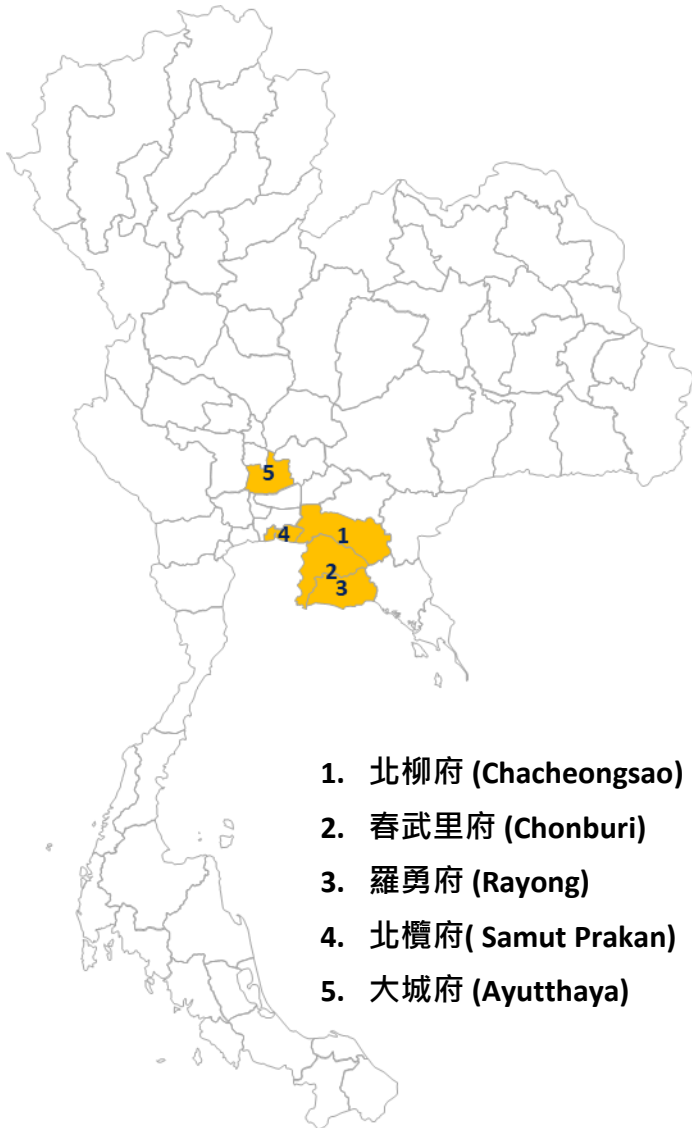 5
4
1
2
3
1. 北柳府 (Chacheongsao)
2. 春武里府 (Chonburi)
3. 羅勇府 (Rayong)
4. 北欖府( Samut Prakan)
5. 大城府 (Ayutthaya)